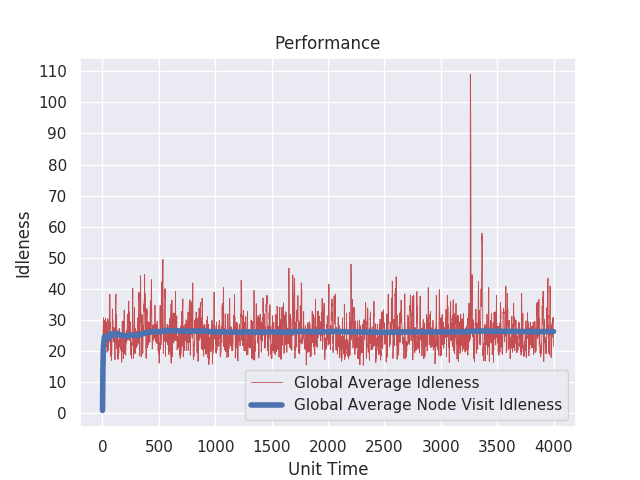 Performance
110
100
90
80
70
60
50
40
30
20
10
0
Idleness
Global Average Idleness
Global Average Node Visit Idleness
0 500 1000 1500 2000 2500 3000 3500 4000
Unit Time